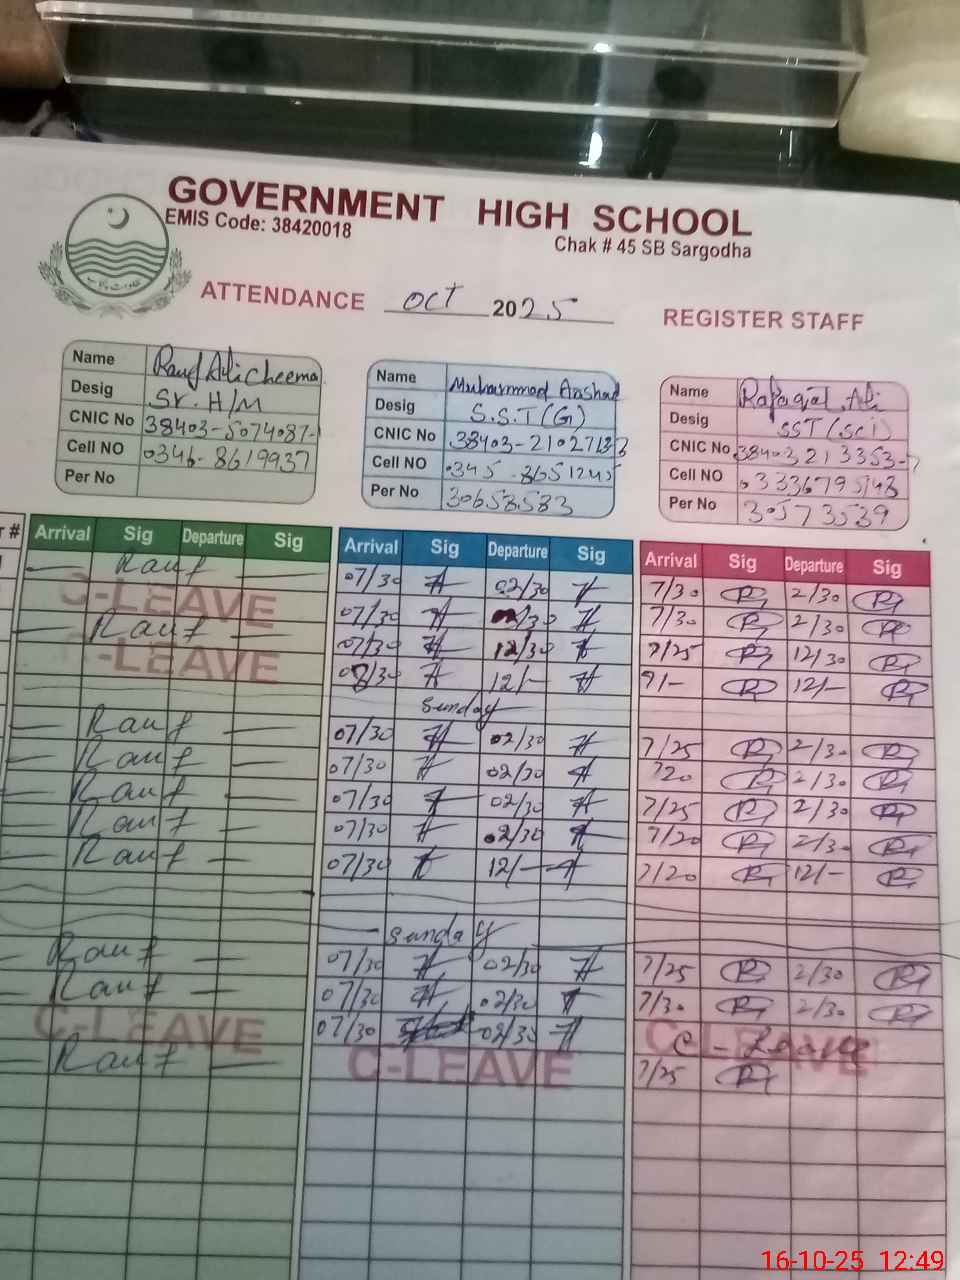 GOVERNMENT HIGH SCHOOL
EMIS Code: 38420018
Chak # 45 SB Sargodha
ATTENDANCE Oct 2025 REGISTER STAFF
Name Rauf Ali Cheema
Desig Sr. H/M
CNIC No 38403-5074087-1
Cell NO 0346-8619937
Per No
Name Muhammad Arshad
Desig S.S.T(G)
CNIC No
Cell NO 0345-8651245
Per No 30658583
Name Rafaqat Ali
Desig SST(Sci)
CNIC No 38403213353-7
Cell NO 03336795148
Per No 30573539
r # Arrival Sig Departure Sig Arrival Sig Departure Sig Arrival Sig Departure Sig
Rauf 07/30 02/30 7/30 2/30
C-LEAVE 07/30 /30 7/30 2/30
Rauf 07/30 12/30 7/25 12/30
C-LEAVE 08/30 12/- 9/- 12/-
Sunday
Rauf 07/30 02/30 7/25 2/30
Rauf 07/30 02/30 7/20 2/30
Rauf 07/30 02/30 7/25 2/30
Rauf 07/30 02/30 7/20 2/30
Rauf 07/30 12/- 7/20 12/-
Sunday
Rauf 07/30 02/30 7/25 2/30
Rauf 07/30 02/30 7/30 2/30
C-LEAVE 07/30 02/30 C-Leave C-LEAVE
Rauf C-LEAVE 7/25
16-10-25 12:49